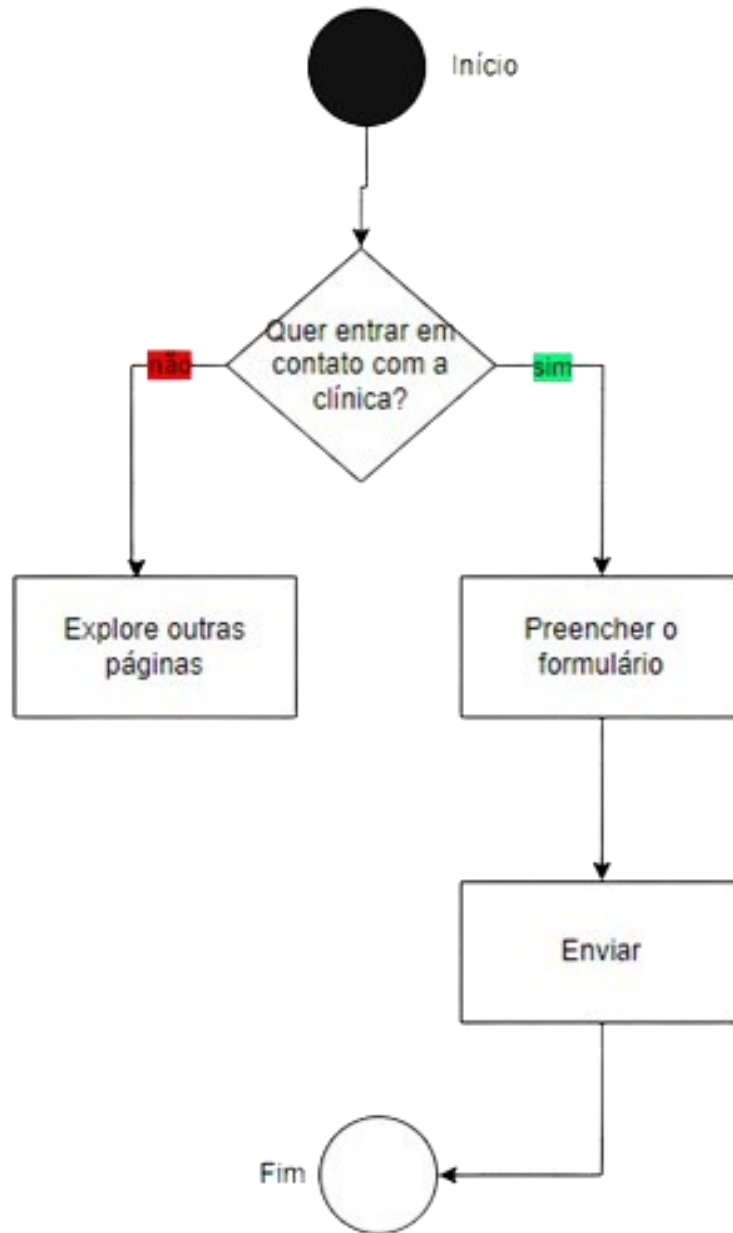 Início
Quer entrar em
contato com a
clínica?
não
sim
Explore outras
páginas
Preencher o
formulário
Enviar
Fim